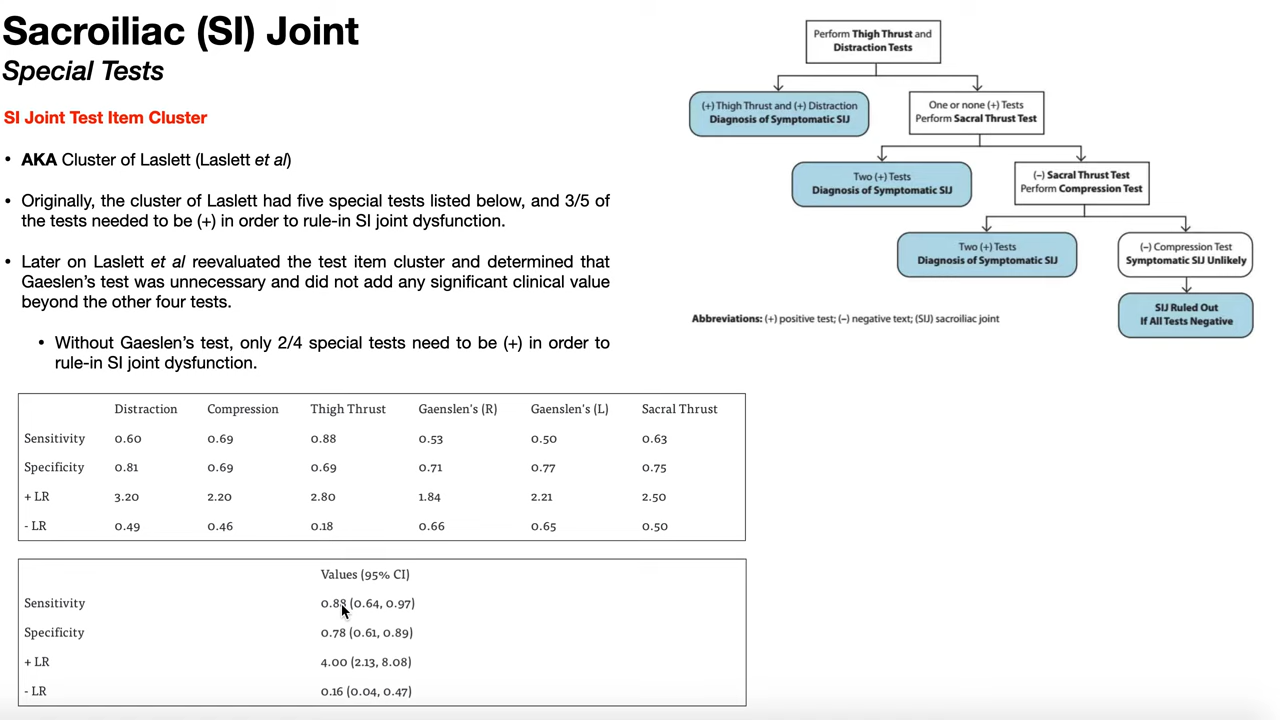 Sacroiliac (SI) Joint
Special Tests
SI Joint Test Item Cluster
• AKA Cluster of Laslett (Laslett et al)
• Originally, the cluster of Laslett had five special tests listed below, and 3/5 of
the tests needed to be (+) in order to rule-in SI joint dysfunction.
• Later on Laslett et al reevaluated the test item cluster and determined that
Gaeslen's test was unnecessary and did not add any significant clinical value
beyond the other four tests.
• Without Gaeslen's test, only 2/4 special tests need to be (+) in order to
rule-in SI joint dysfunction.
Distraction Compression Thigh Thrust Gaenslen's (R) Gaenslen's (L) Sacral Thrust
Sensitivity 0.60 0.69 0.88 0.53 0.50 0.63
Specificity 0.81 0.69 0.69 0.71 0.77 0.75
+ LR 3.20 2.20 2.80 1.84 2.21 2.50
- LR 0.49 0.46 0.18 0.66 0.65 0.50
Values (95% CI)
Sensitivity 0.88 (0.64, 0.97)
Specificity 0.78 (0.61, 0.89)
+ LR 4.00 (2.13, 8.08)
- LR 0.16 (0.04, 0.47)
Perform Thigh Thrust and
Distraction Tests
(+) Thigh Thrust and (+) Distraction
Diagnosis of Symptomatic SIJ
One or none (+) Tests
Perform Sacral Thrust Test
Two (+) Tests
Diagnosis of Symptomatic SIJ
(−) Sacral Thrust Test
Perform Compression Test
Two (+) Tests
Diagnosis of Symptomatic SIJ
(−) Compression Test
Symptomatic SIJ Unlikely
SIJ Ruled Out
If All Tests Negative
Abbreviations: (+) positive test; (−) negative text; (SIJ) sacroiliac joint